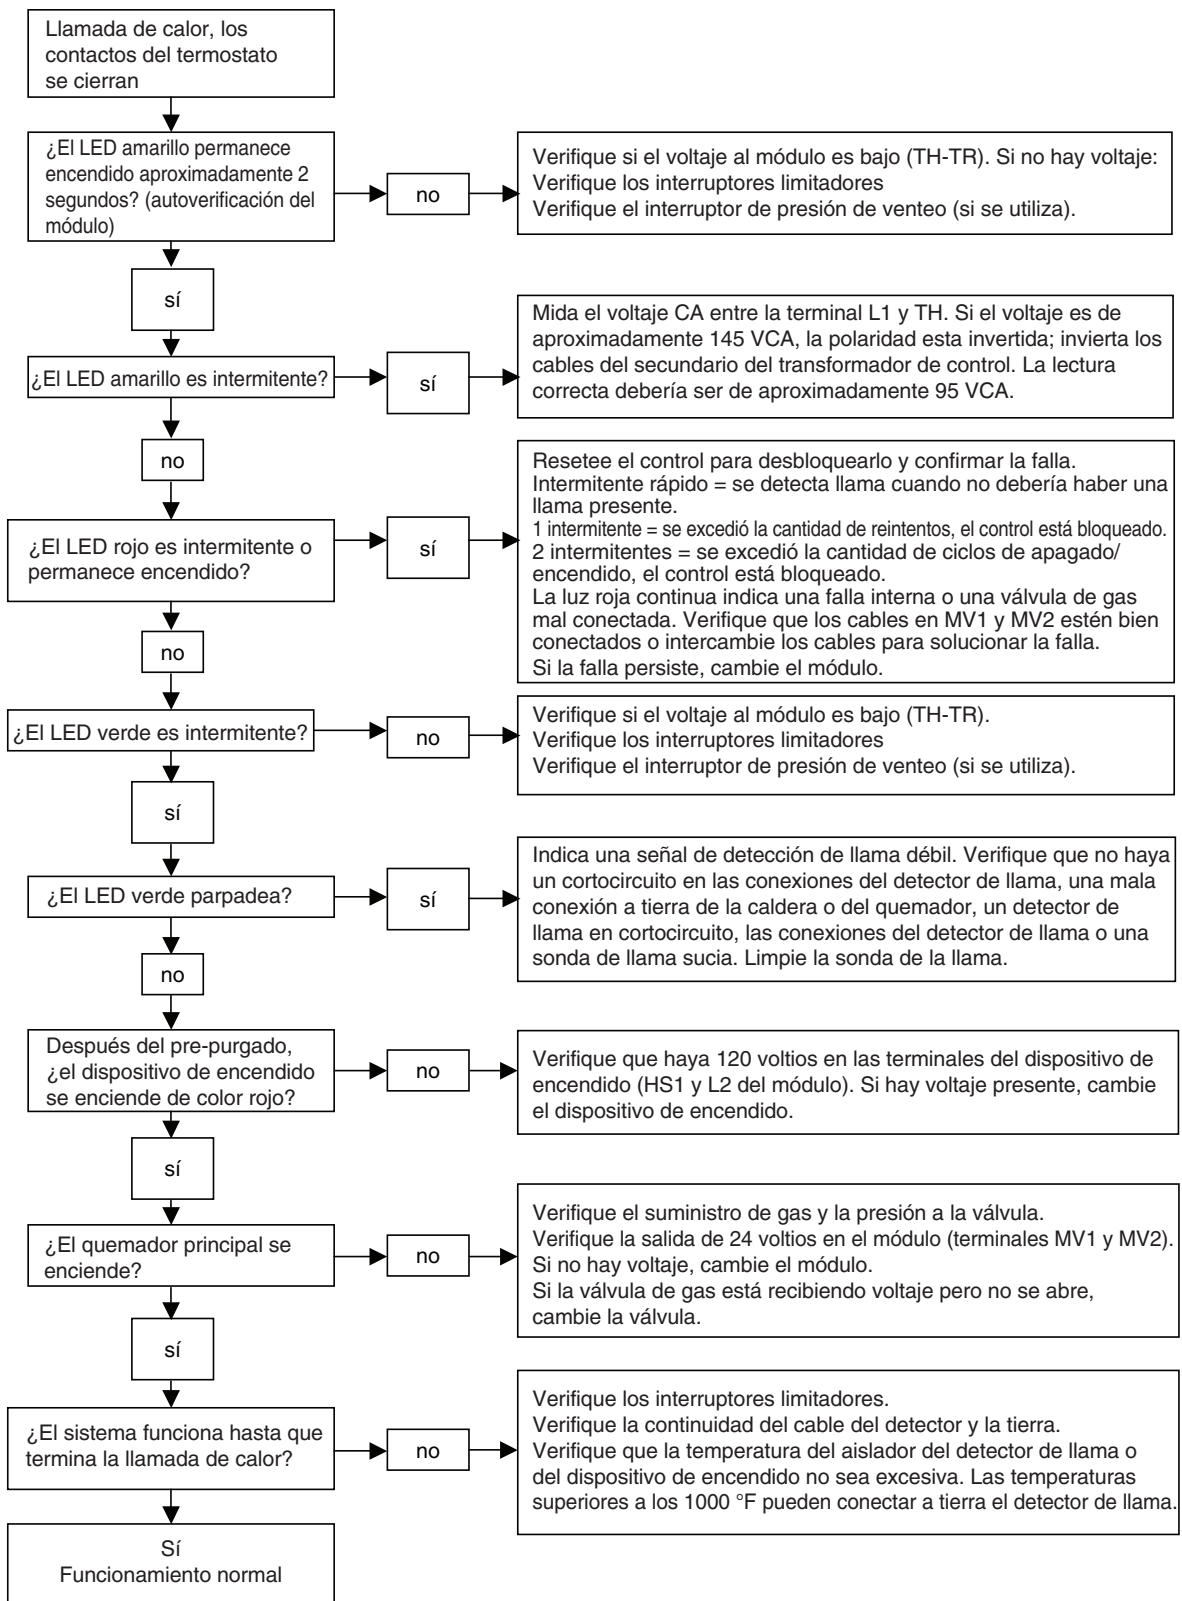 Llamada de calor, los
contactos del termostato
se cierran
¿El LED amarillo permanece
encendido aproximadamente 2
segundos? (autoverificación del
módulo)
no
Verifique si el voltaje al módulo es bajo (TH-TR). Si no hay voltaje:
Verifique los interruptores limitadores
Verifique el interruptor de presión de venteo (si se utiliza).
sí
¿El LED amarillo es intermitente?
sí
Mida el voltaje CA entre la terminal L1 y TH. Si el voltaje es de
aproximadamente 145 VCA, la polaridad esta invertida; invierta los
cables del secundario del transformador de control. La lectura
correcta debería ser de aproximadamente 95 VCA.
no
¿El LED rojo es intermitente o
permanece encendido?
sí
Resetee el control para desbloquearlo y confirmar la falla.
Intermitente rápido = se detecta llama cuando no debería haber una
llama presente.
1 intermitente = se excedió la cantidad de reintentos, el control está bloqueado.
2 intermitentes = se excedió la cantidad de ciclos de apagado/
encendido, el control está bloqueado.
La luz roja continua indica una falla interna o una válvula de gas
mal conectada. Verifique que los cables en MV1 y MV2 estén bien
conectados o intercambie los cables para solucionar la falla.
Si la falla persiste, cambie el módulo.
no
¿El LED verde es intermitente?
no
Verifique si el voltaje al módulo es bajo (TH-TR).
Verifique los interruptores limitadores
Verifique el interruptor de presión de venteo (si se utiliza).
sí
¿El LED verde parpadea?
sí
Indica una señal de detección de llama débil. Verifique que no haya
un cortocircuito en las conexiones del detector de llama, una mala
conexión a tierra de la caldera o del quemador, un detector de
llama en cortocircuito, las conexiones del detector de llama o una
sonda de llama sucia. Limpie la sonda de la llama.
no
Después del pre-purgado,
¿el dispositivo de encendido
se enciende de color rojo?
no
Verifique que haya 120 voltios en las terminales del dispositivo de
encendido (HS1 y L2 del módulo). Si hay voltaje presente, cambie
el dispositivo de encendido.
sí
¿El quemador principal se
enciende?
no
Verifique el suministro de gas y la presión a la válvula.
Verifique la salida de 24 voltios en el módulo (terminales MV1 y MV2).
Si no hay voltaje, cambie el módulo.
Si la válvula de gas está recibiendo voltaje pero no se abre,
cambie la válvula.
sí
¿El sistema funciona hasta que
termina la llamada de calor?
no
Verifique los interruptores limitadores.
Verifique la continuidad del cable del detector y la tierra.
Verifique que la temperatura del aislador del detector de llama o
del dispositivo de encendido no sea excesiva. Las temperaturas
superiores a los 1000 °F pueden conectar a tierra el detector de llama.
Sí
Funcionamiento normal